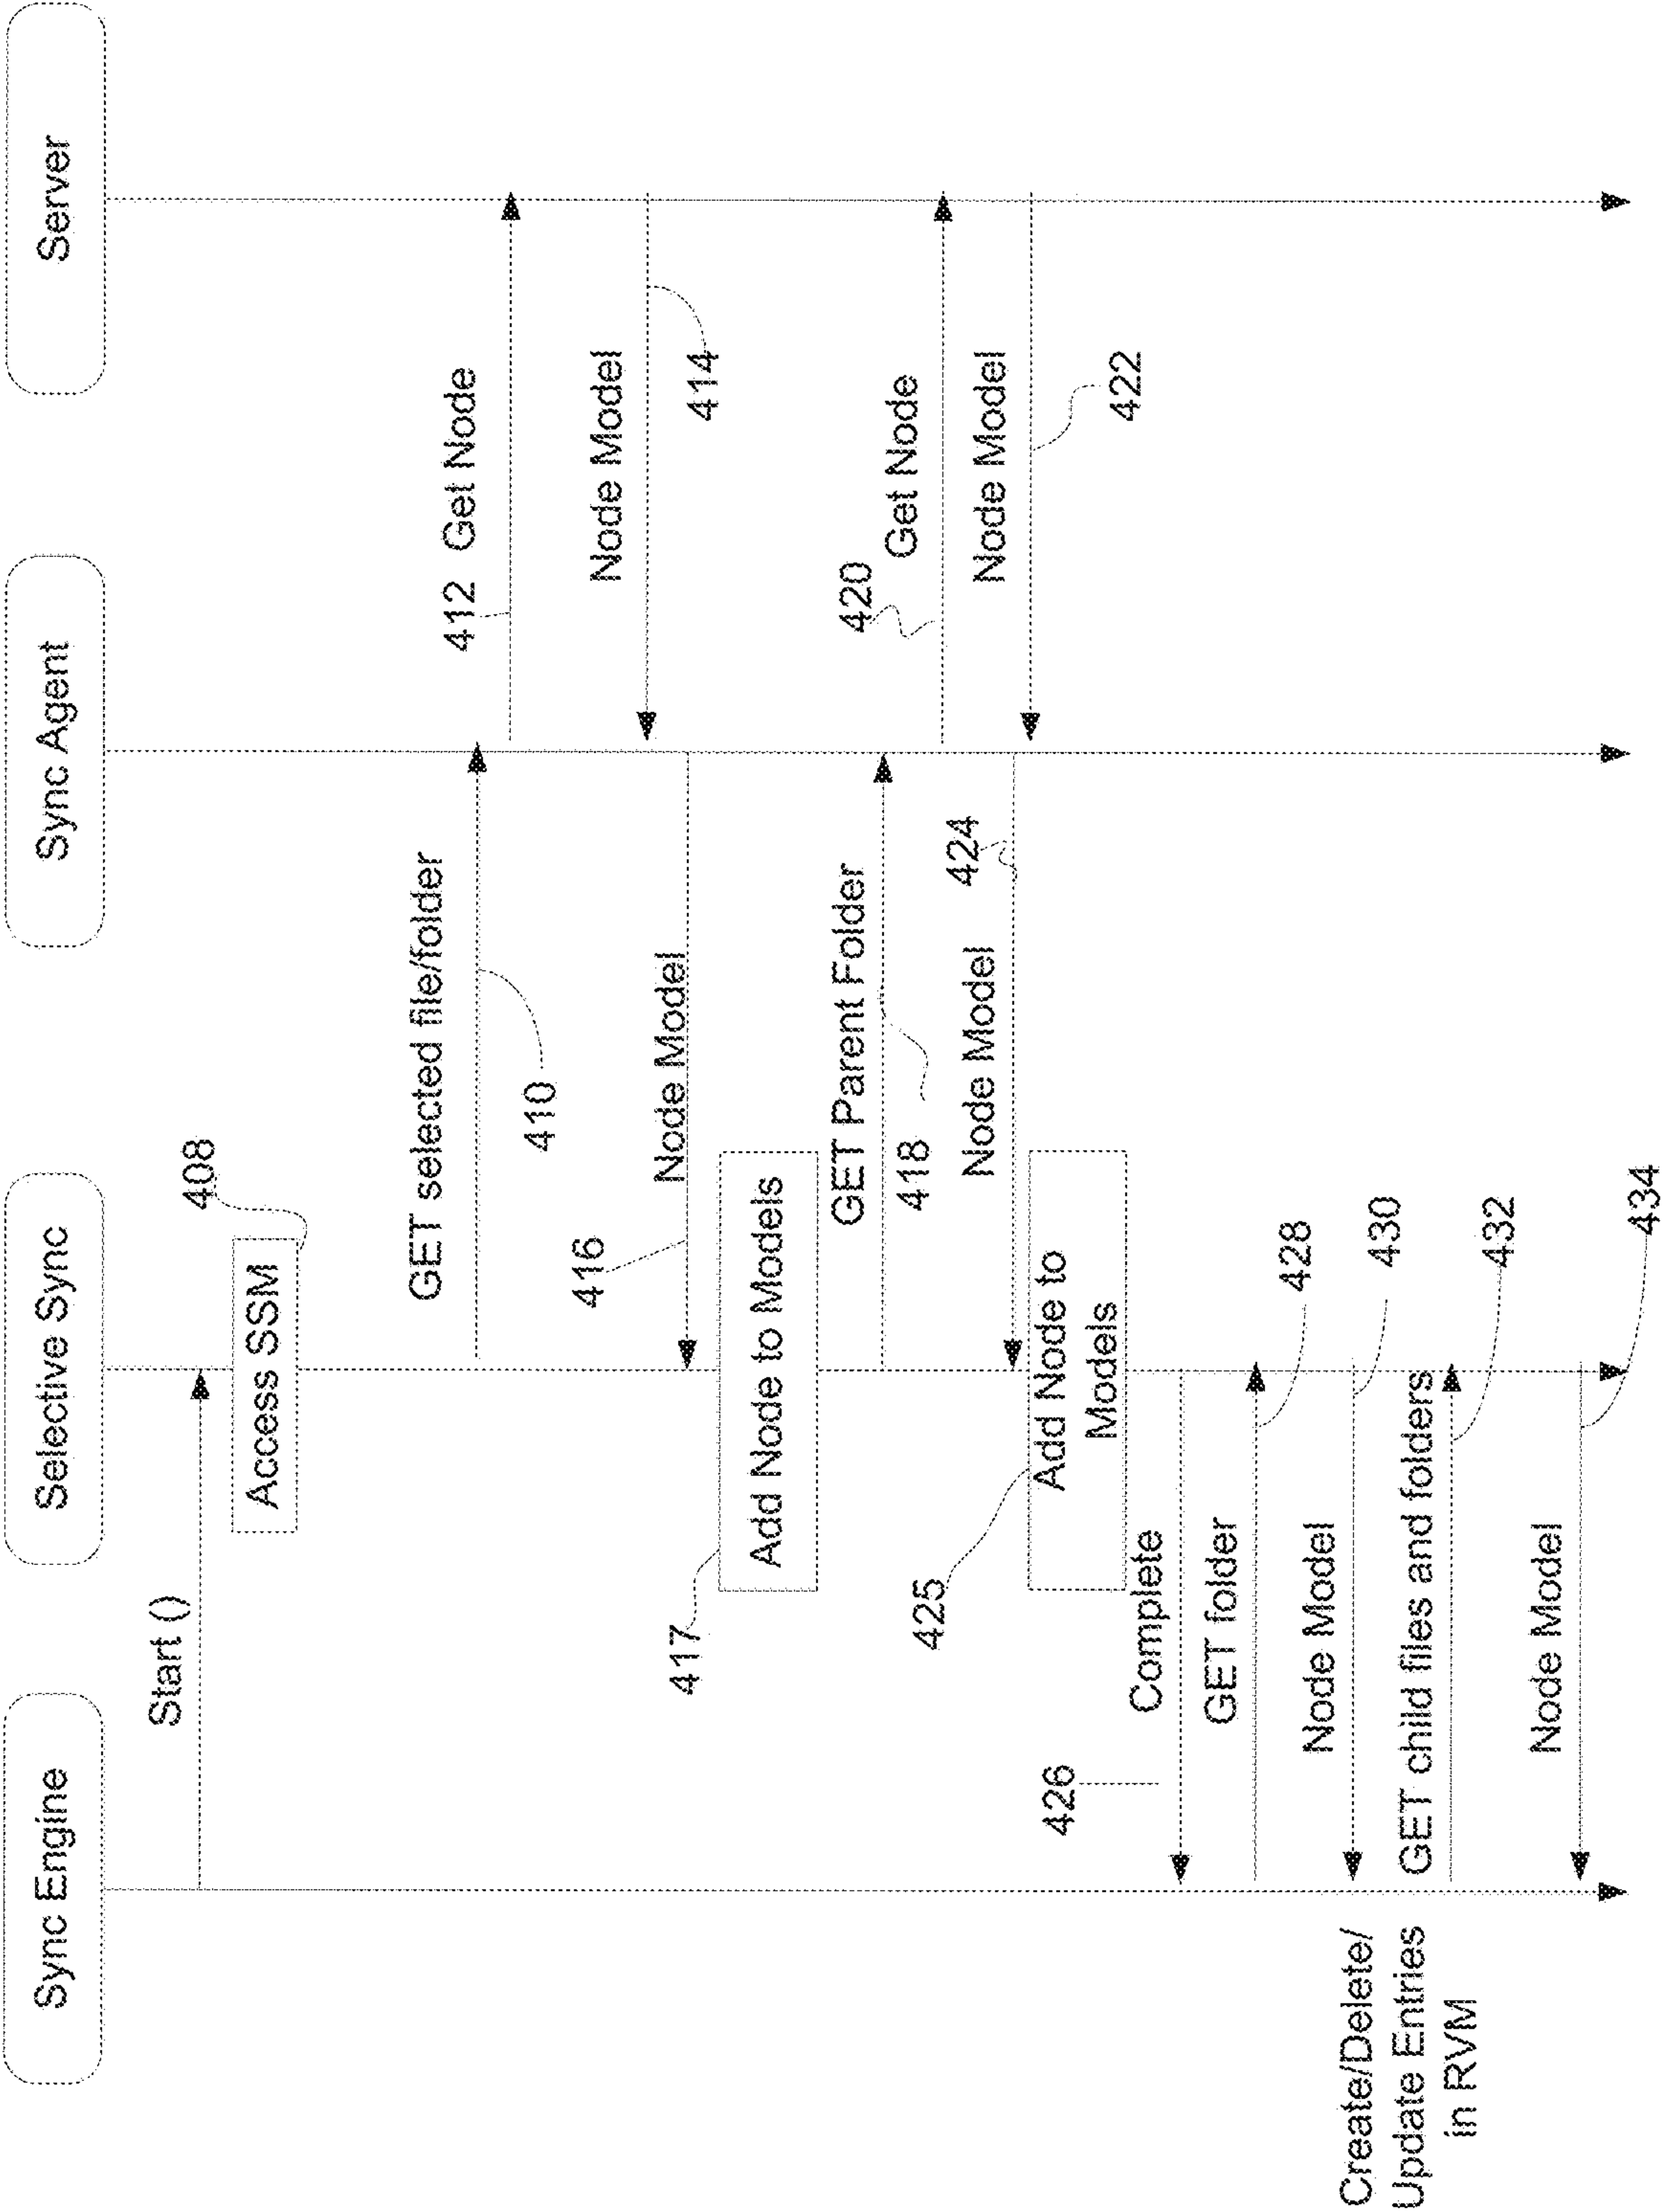 Sync Engine
Selective Sync
Sync Agent
Server
Start ()
408
Access SSM
GET selected file/folder
410
412 Get Node
Node Model
414
416
Node Model
417
Add Node to Models
GET Parent Folder
418
420
Get Node
Node Model
422
424
Node Model
425
Add Node to
Models
Complete
426
GET folder
428
Node Model
430
Create/Delete/
Update Entries
in RVM
GET child files and folders
432
Node Model
434